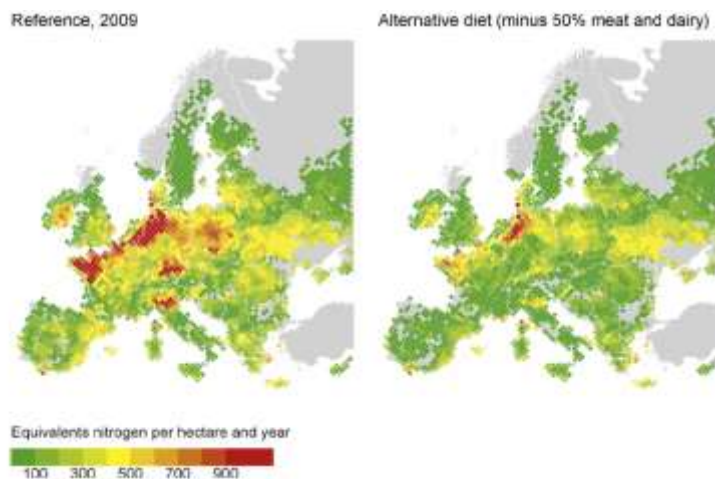 Reference, 2009
Alternative diet (minus 50% meat and dairy)
Equivalents nitrogen per hectare and year
100 300 500 700 900